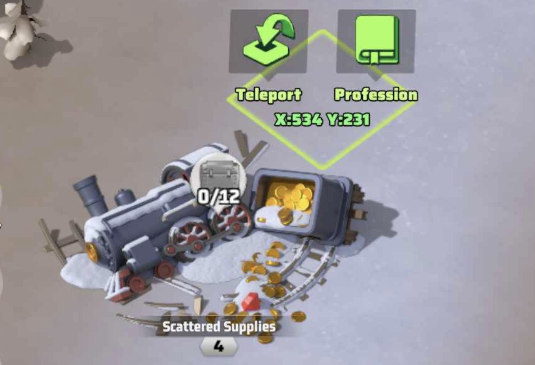 Teleport Profession
X:534 Y:231
0/12
Scattered Supplies
4